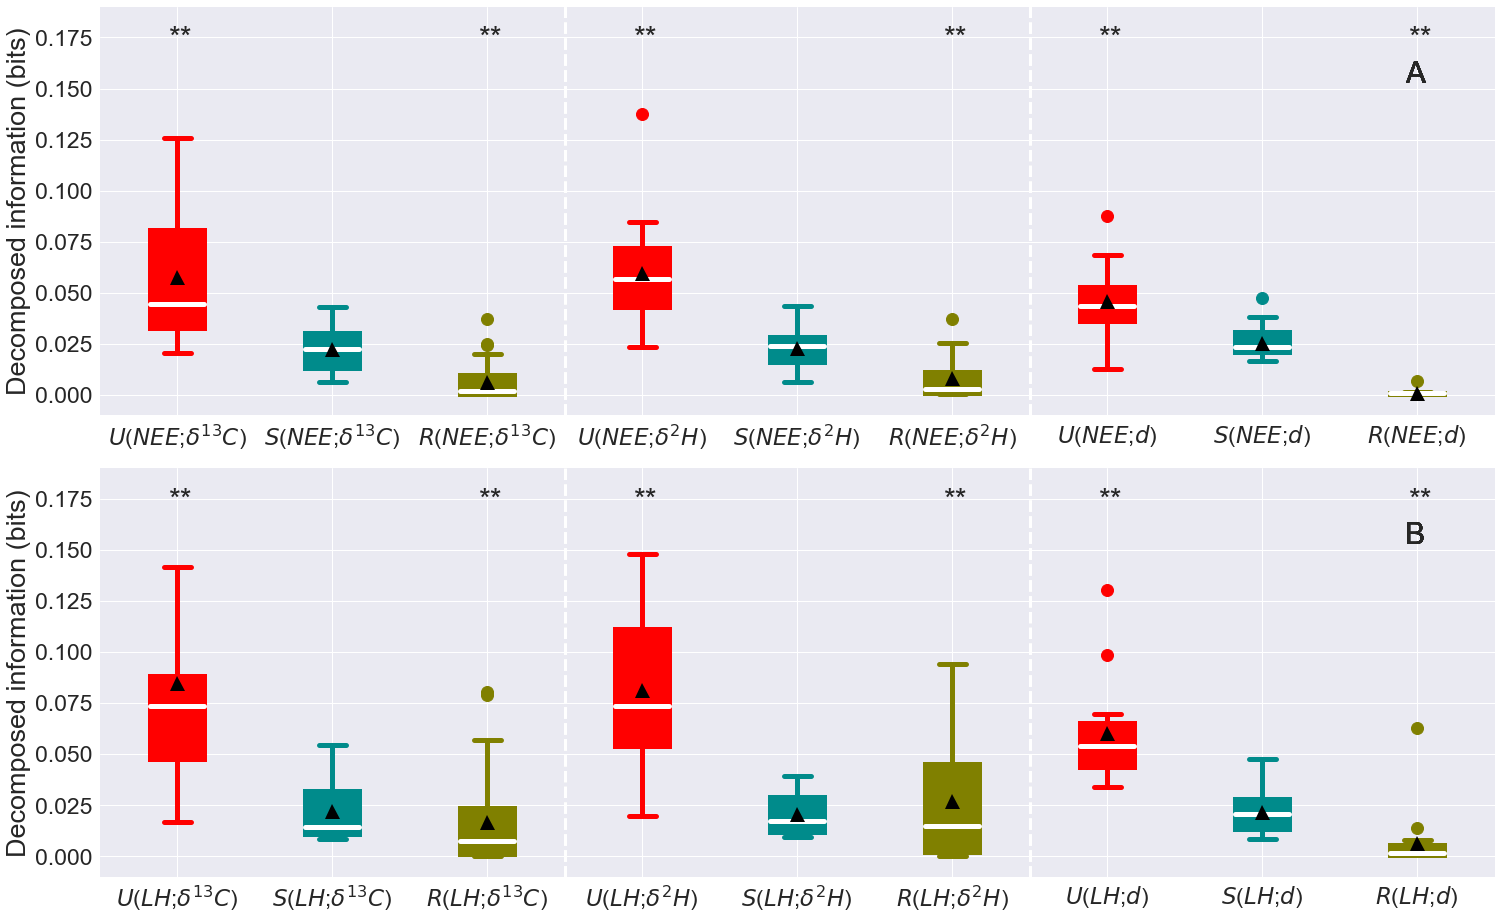 Decomposed information (bits)
0.175
0.150
0.125
0.100
0.075
0.050
0.025
0.000
** ** ** ** ** **
A
U(NEE;δ¹³C) S(NEE;δ¹³C) R(NEE;δ¹³C) U(NEE;δ²H) S(NEE;δ²H) R(NEE;δ²H) U(NEE;d) S(NEE;d) R(NEE;d)
Decomposed information (bits)
0.175
0.150
0.125
0.100
0.075
0.050
0.025
0.000
** ** ** ** ** **
B
U(LH;δ¹³C) S(LH;δ¹³C) R(LH;δ¹³C) U(LH;δ²H) S(LH;δ²H) R(LH;δ²H) U(LH;d) S(LH;d) R(LH;d)